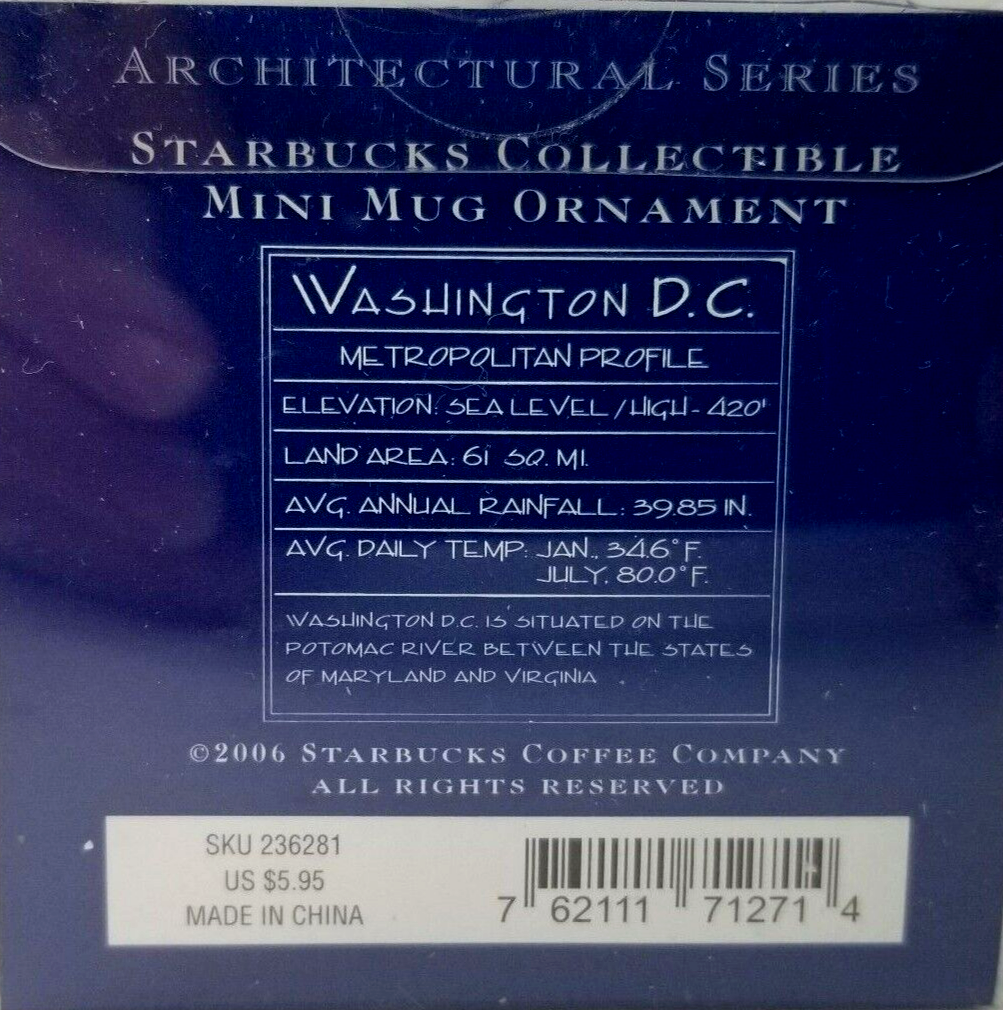 ARCHITECTURAL SERIES
STARBUCKS COLLECTIBLE
MINI MUG ORNAMENT
WASHINGTON D.C.
METROPOLITAN PROFILE
ELEVATION: SEA LEVEL / HIGH - 420'
LAND AREA: 61 SQ. MI.
AVG. ANNUAL RAINFALL: 39.85 IN.
AVG. DAILY TEMP: JAN., 34.6°F.
JULY, 80.0°F.
WASHINGTON D.C. IS SITUATED ON THE
POTOMAC RIVER BETWEEN THE STATES
OF MARYLAND AND VIRGINIA
©2006 STARBUCKS COFFEE COMPANY
ALL RIGHTS RESERVED
SKU 236281
US $5.95
MADE IN CHINA
7 62111 71271 4